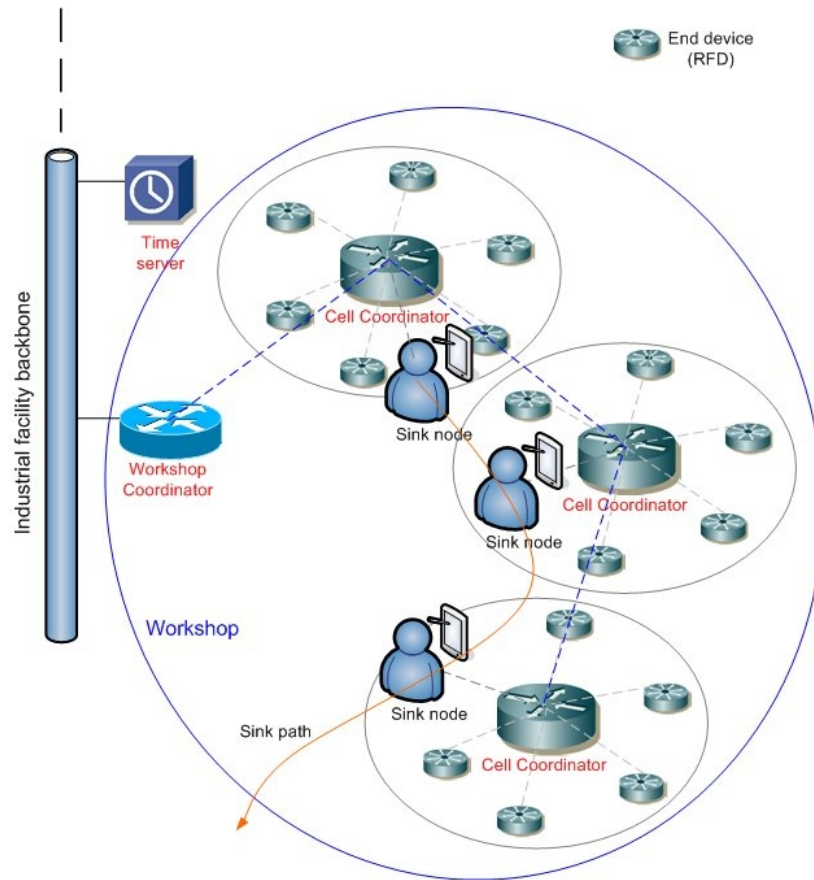 End device
(RFD)
Industrial facility backbone
Time
server
Cell Coordinator
Sink node
Workshop
Coordinator
Cell Coordinator
Sink node
Workshop
Sink node
Sink path
Cell Coordinator